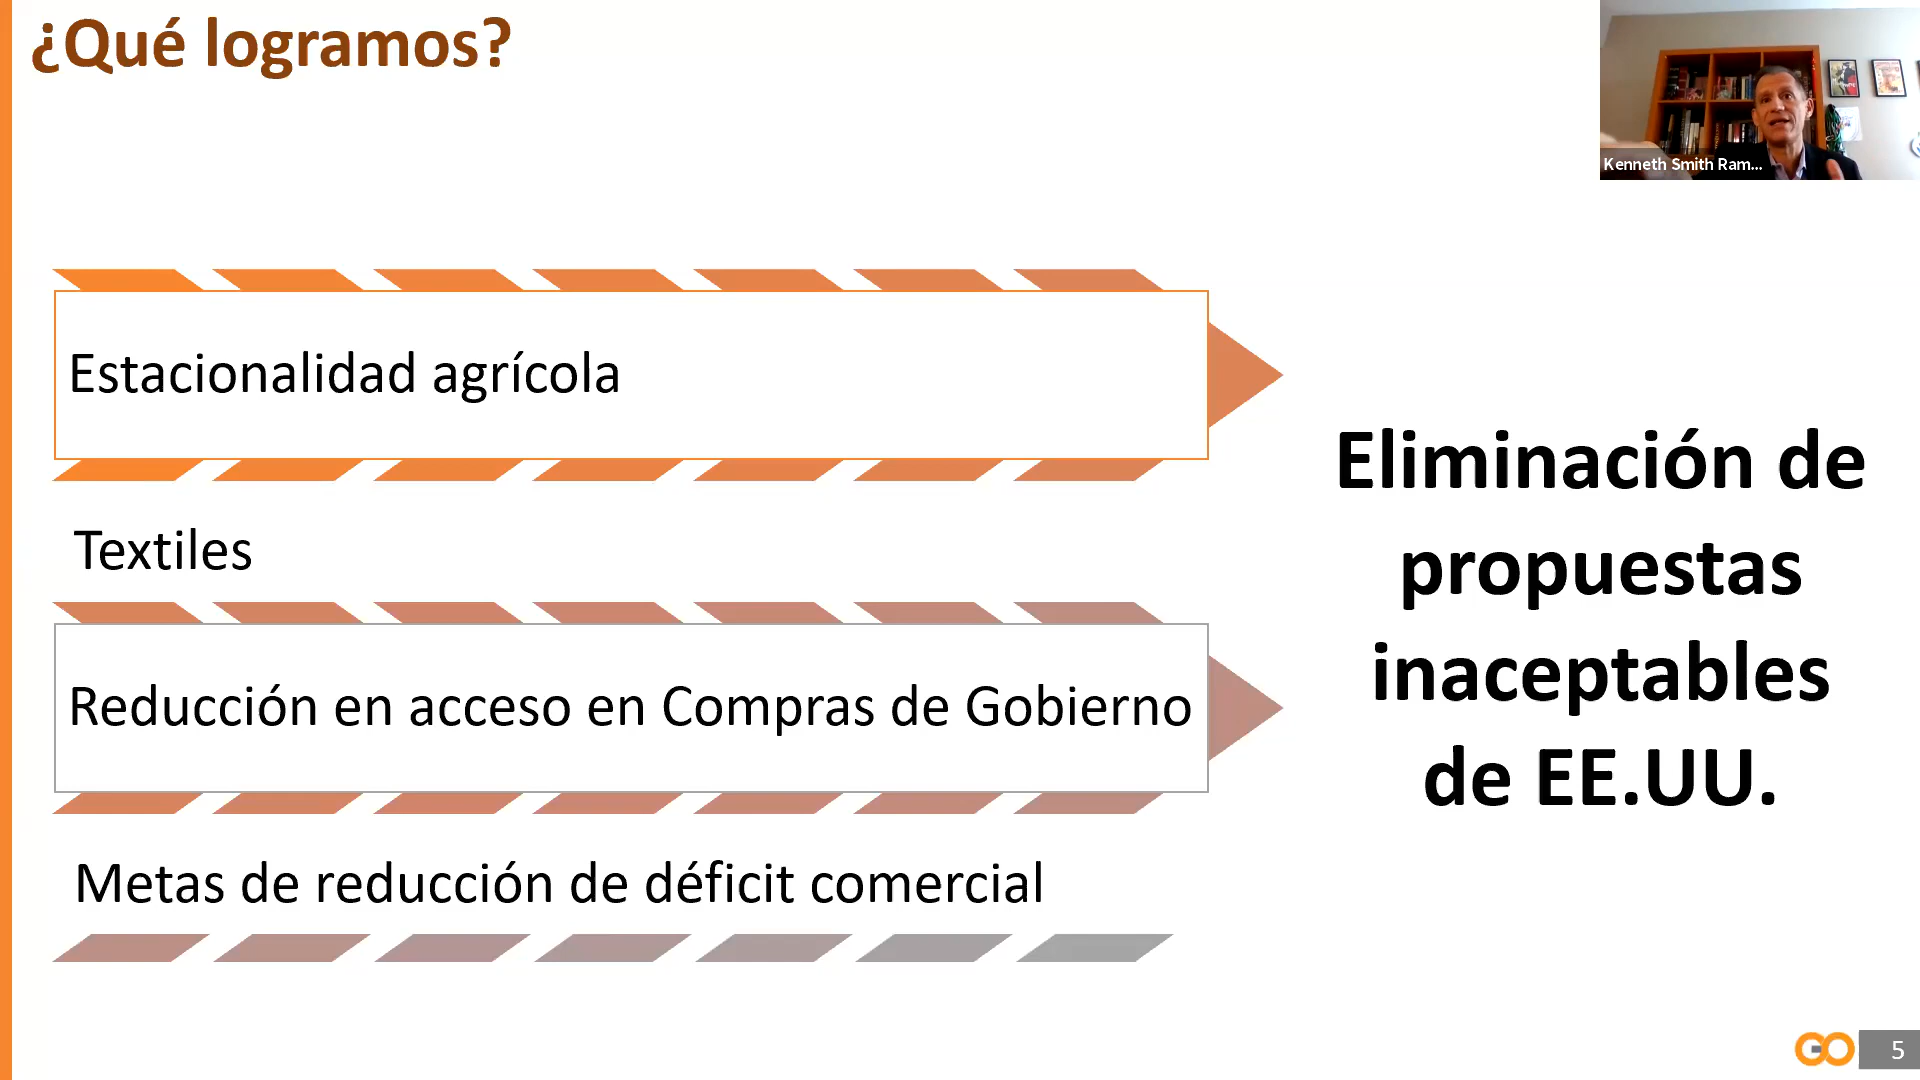 ¿Qué logramos?
Kenneth Smith Ram...
Estacionalidad agrícola
Textiles
Reducción en acceso en Compras de Gobierno
Metas de reducción de déficit comercial
Eliminación de
propuestas
inaceptables
de EE.UU.
GO
5